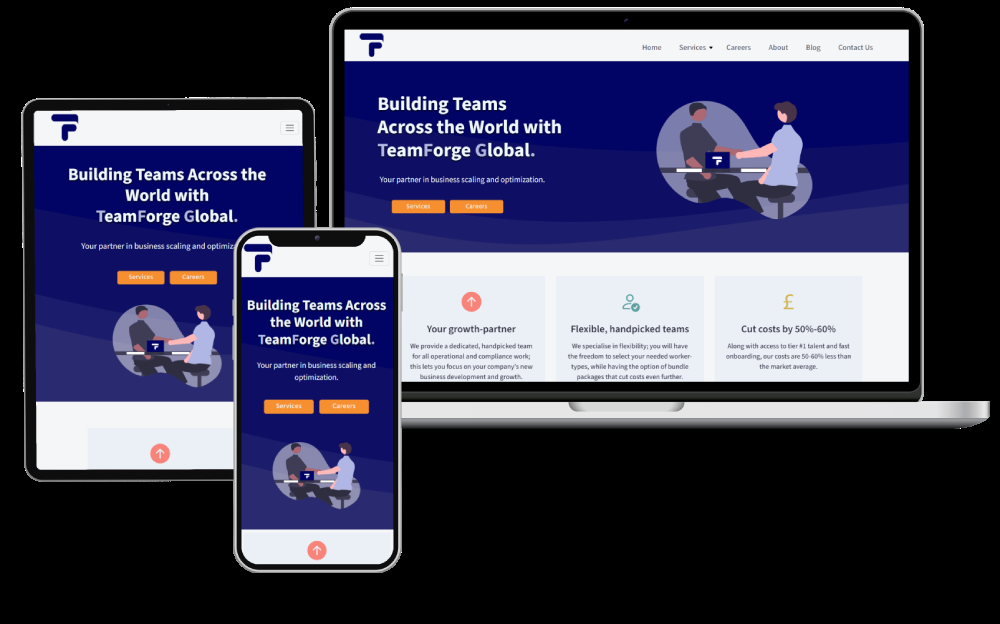 Building Teams Across the
World with
TeamForge Global.
Your partner in business scaling and
Services
Careers
Building Teams Across
the World with
TeamForge Global.
Your partner in business scaling and
optimization.
Services
Careers
Home Services Careers About Blog Contact Us
Building Teams
Across the World with
TeamForge Global.
Your partner in business scaling and optimization.
Services
Careers
Your growth-partner
We provide a dedicated, handpicked team
for all operational and compliance work;
this lets you focus on your company's new
business development and growth.
Flexible, handpicked teams
We specialise in flexibility; you will have
the freedom to select your needed worker-
types, while having the option of bundle
packages that cut costs even further.
£
Cut costs by 50%-60%
Along with access to tier #1 talent and fast
onboarding, our costs are 50-60% less than
the market average.